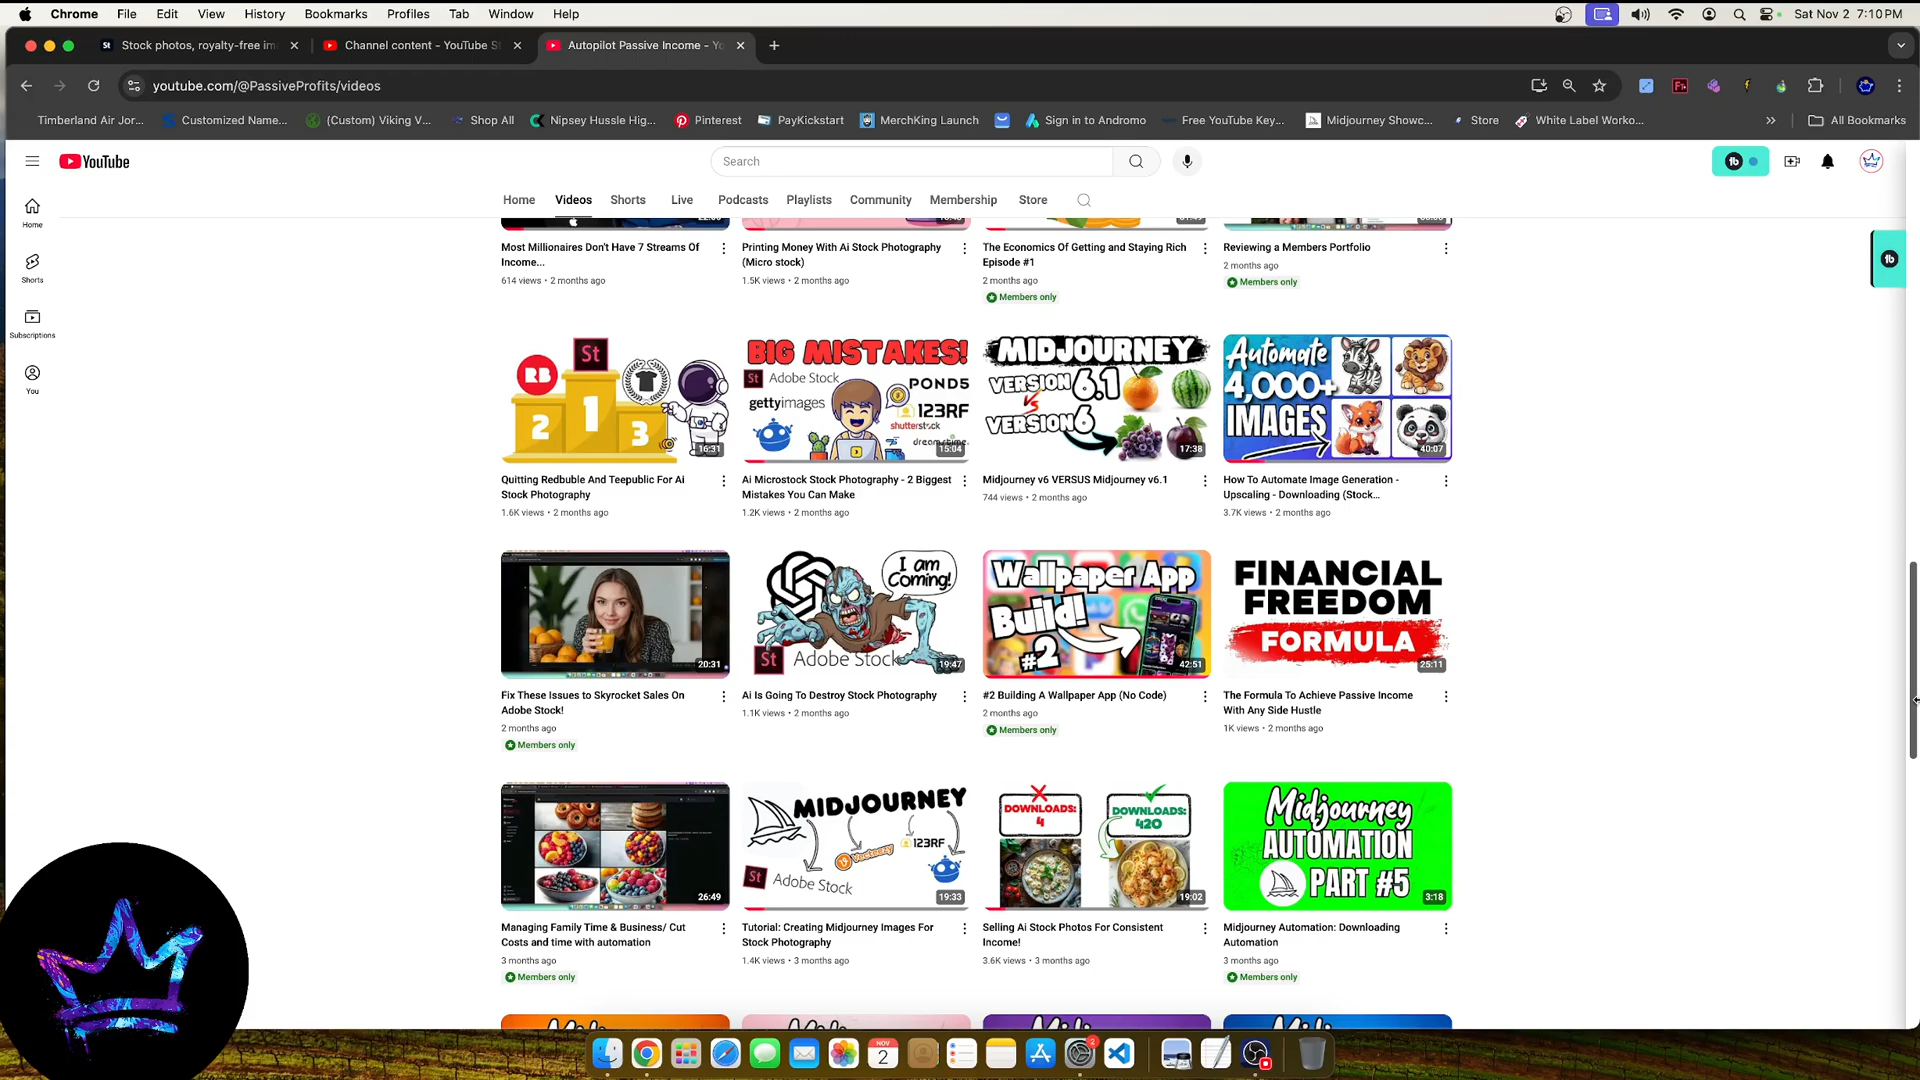 Chrome File Edit View History Bookmarks Profiles Tab Window Help
Sat Nov 2 7:10 PM
Stock photos, royalty-free im
Channel content - YouTube S
Autopilot Passive Income - Yo
youtube.com/@PassiveProfits/videos
Timberland Air Jor...
Customized Name...
(Custom) Viking V...
Shop All
Nipsey Hussle Hig...
Pinterest
PayKickstart
MerchKing Launch
Sign in to Andromo
Free YouTube Key...
Midjourney Showc...
Store
White Label Worko...
All Bookmarks
YouTube
Search
Home Videos Shorts Live Podcasts Playlists Community Membership Store
Home
Shorts
Subscriptions
You
Most Millionaires Don't Have 7 Streams Of
Income...
614 views • 2 months ago
Printing Money With Ai Stock Photography
(Micro stock)
1.5K views • 2 months ago
The Economics Of Getting and Staying Rich
Episode #1
2 months ago
Members only
Reviewing a Members Portfolio
2 months ago
Members only
RB
St
2
1
3
16:31
Quitting Redbuble And Teepublic For Ai
Stock Photography
1.6K views • 2 months ago
BIG MISTAKES!
St Adobe Stock
POND5
gettyimages
123RF
shutterstock
dreamstime
15:04
Ai Microstock Stock Photography - 2 Biggest
Mistakes You Can Make
1.2K views • 2 months ago
MIDJOURNEY
VERSION 6.1
VS
VERSION 6
17:38
Midjourney v6 VERSUS Midjourney v6.1
744 views • 2 months ago
Automate
4,000+
IMAGES
40:07
How To Automate Image Generation -
Upscaling - Downloading (Stock...
3.7K views • 2 months ago
20:31
Fix These Issues to Skyrocket Sales On
Adobe Stock!
2 months ago
Members only
I am
Coming!
St Adobe Stock
19:47
Ai Is Going To Destroy Stock Photography
1.1K views • 2 months ago
Wallpaper App
Build!
#2
42:51
#2 Building A Wallpaper App (No Code)
2 months ago
Members only
FINANCIAL
FREEDOM
FORMULA
25:11
The Formula To Achieve Passive Income
With Any Side Hustle
1K views • 2 months ago
26:49
Managing Family Time & Business/ Cut
Costs and time with automation
3 months ago
Members only
MIDJOURNEY
Vecteezy
123RF
St Adobe Stock
19:33
Tutorial: Creating Midjourney Images For
Stock Photography
1.4K views • 3 months ago
DOWNLOADS:
4
DOWNLOADS:
420
19:02
Selling Ai Stock Photos For Consistent
Income!
3.6K views • 3 months ago
Midjourney
AUTOMATION
PART #5
3:18
Midjourney Automation: Downloading
Automation
3 months ago
Members only
NOV
2
2